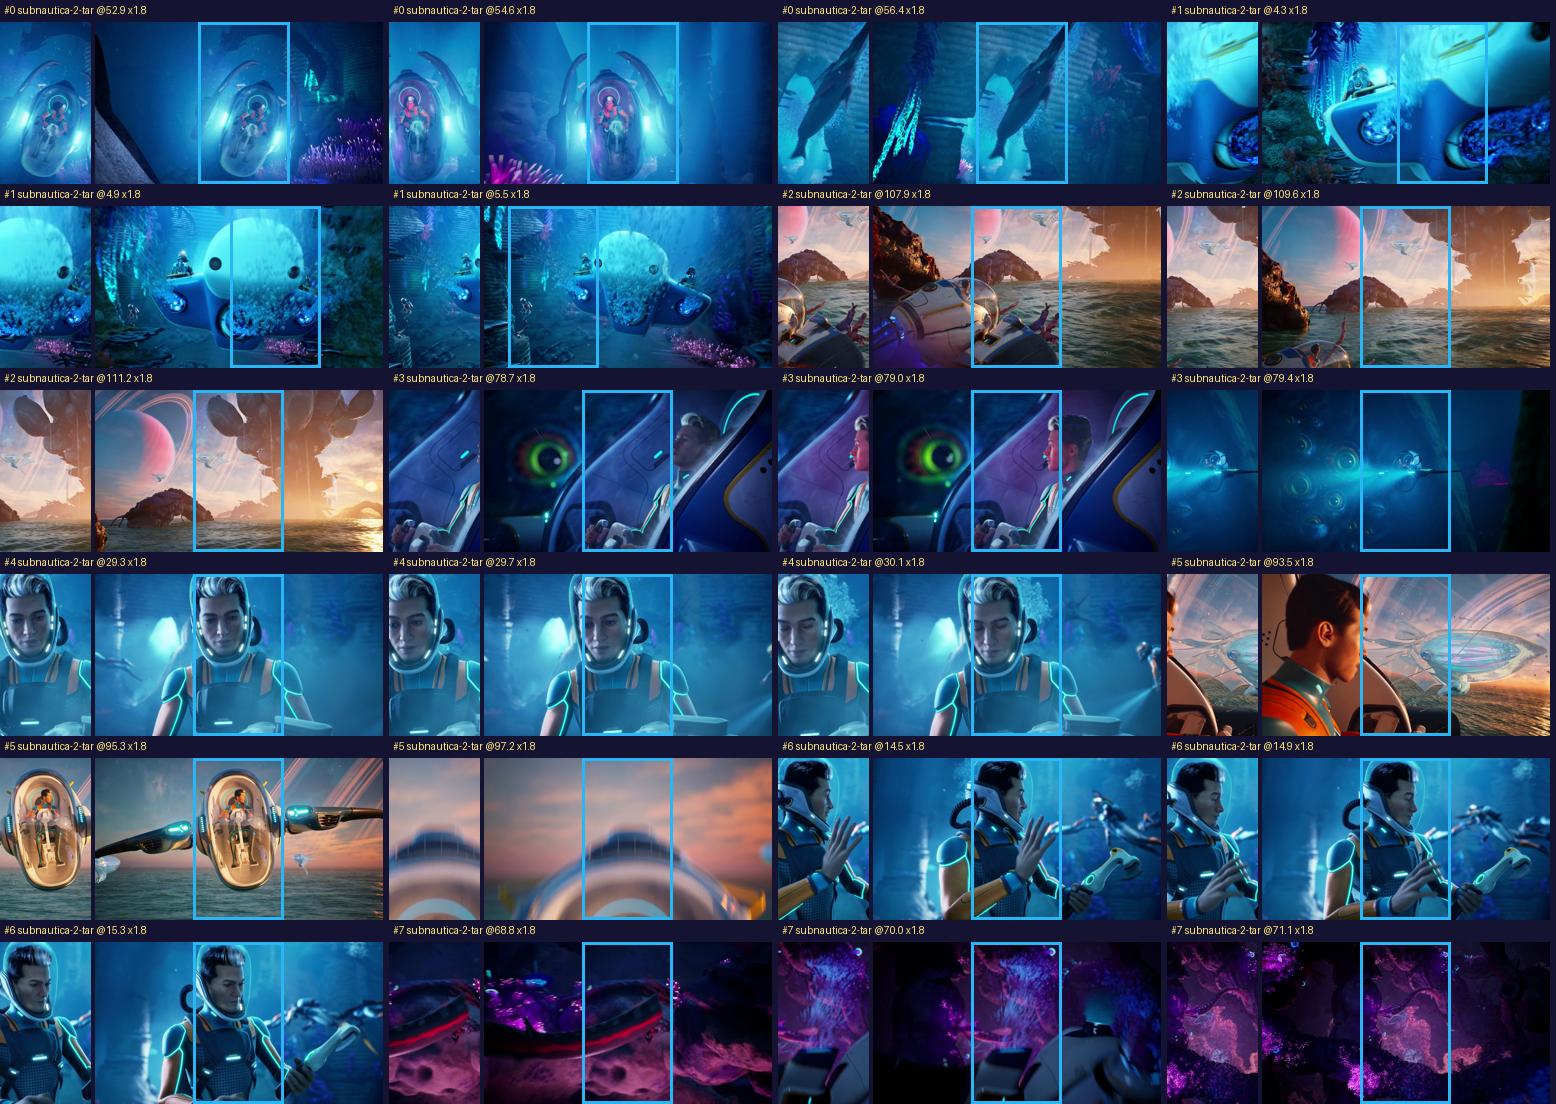 #0 subnautica-2-tar @52.9 x1.8
#0 subnautica-2-tar @54.6 x1.8
#0 subnautica-2-tar @56.4 x1.8
#1 subnautica-2-tar @4.3 x1.8
#1 subnautica-2-tar @4.9 x1.8
#1 subnautica-2-tar @5.5 x1.8
#2 subnautica-2-tar @107.9 x1.8
#2 subnautica-2-tar @109.6 x1.8
#2 subnautica-2-tar @111.2 x1.8
#3 subnautica-2-tar @78.7 x1.8
#3 subnautica-2-tar @79.0 x1.8
#3 subnautica-2-tar @79.4 x1.8
#4 subnautica-2-tar @29.3 x1.8
#4 subnautica-2-tar @29.7 x1.8
#4 subnautica-2-tar @30.1 x1.8
#5 subnautica-2-tar @93.5 x1.8
#5 subnautica-2-tar @95.3 x1.8
#5 subnautica-2-tar @97.2 x1.8
#6 subnautica-2-tar @14.5 x1.8
#6 subnautica-2-tar @14.9 x1.8
#6 subnautica-2-tar @15.3 x1.8
#7 subnautica-2-tar @68.8 x1.8
#7 subnautica-2-tar @70.0 x1.8
#7 subnautica-2-tar @71.1 x1.8